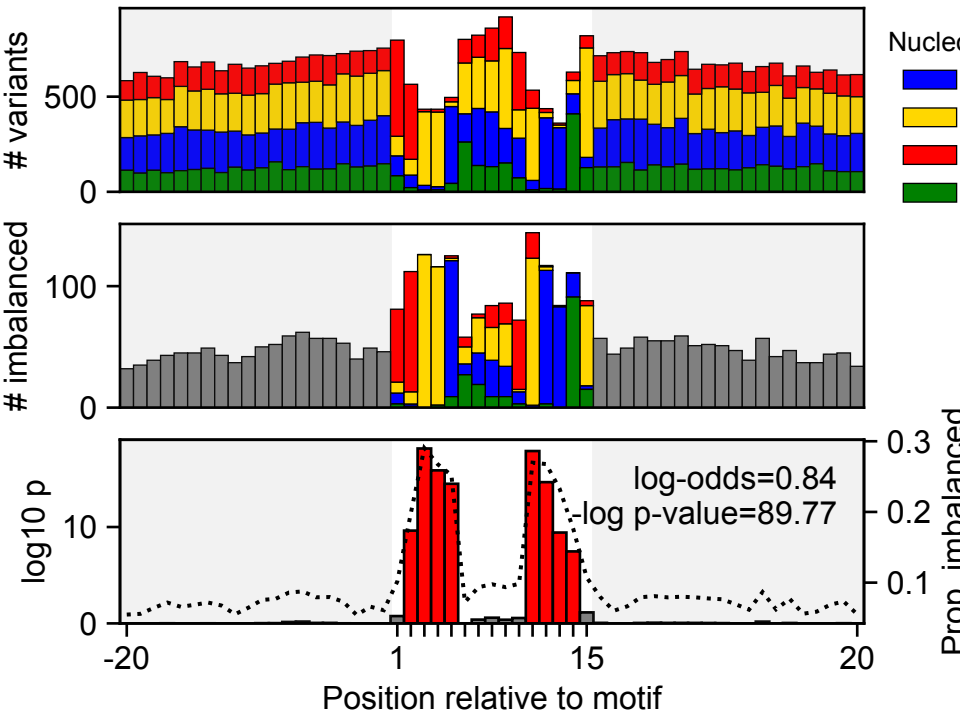 # variants
500
0
Nucleo
# imbalanced
100
0
log10 p
10
0
log-odds=0.84
-log p-value=89.77
0.3
0.2
0.1
Prop. imbalanced
-20
1
15
20
Position relative to motif